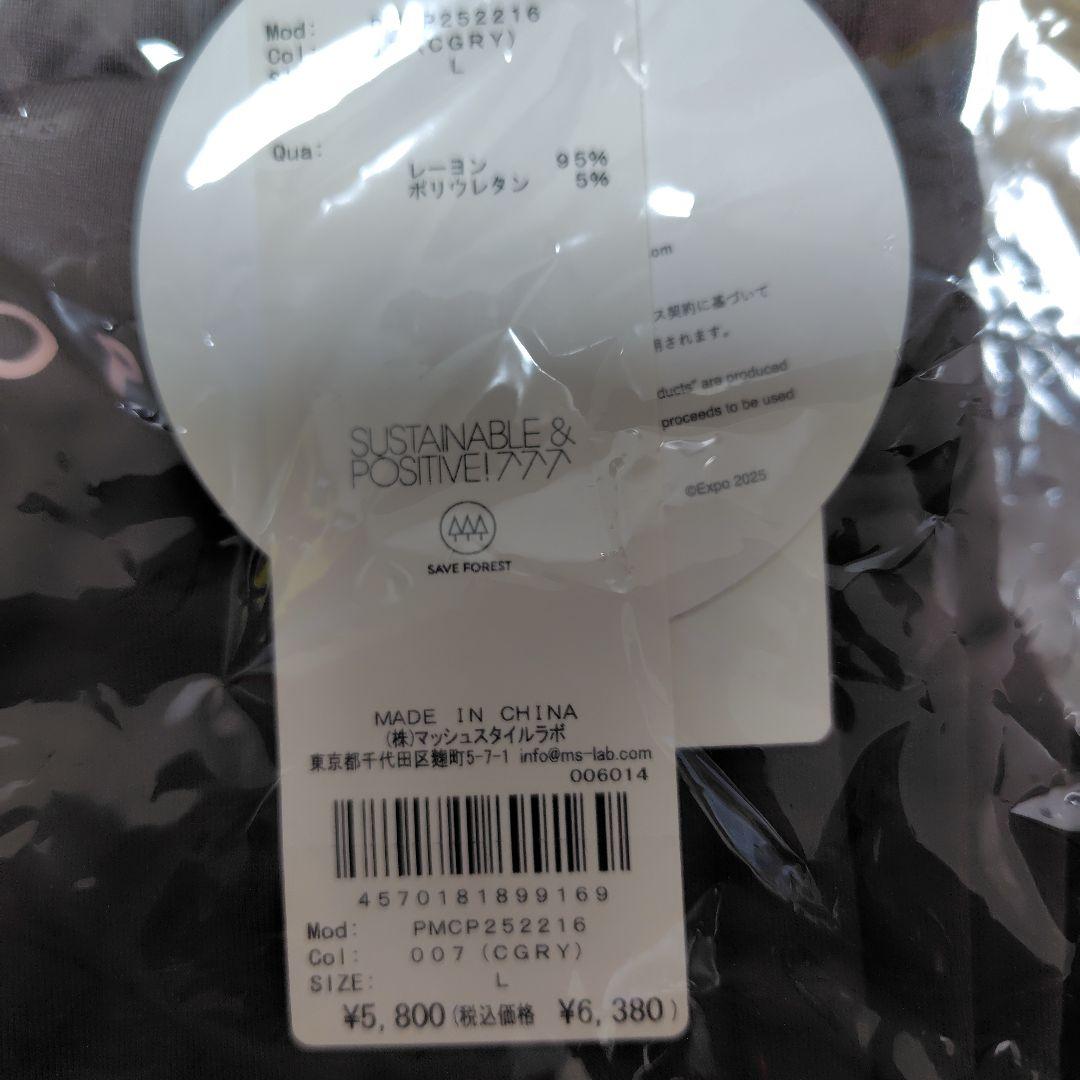 Mod: P252216
Col: (CGRY)
L
Qua:
レーヨン 95%
ポリウレタン 5%
om
ス契約に基づいて
用されます。
ducts" are produced
proceeds to be used
©Expo 2025
SUSTAINABLE &
POSITIVE!
SAVE FOREST
MADE IN CHINA
(株)マッシュスタイルラボ
東京都千代田区麹町5-7-1 info@ms-lab.com
006014
4570181899169
Mod: PMCP252216
Col: 007 (CGRY)
SIZE: L
¥5,800(税込価格 ¥6,380)